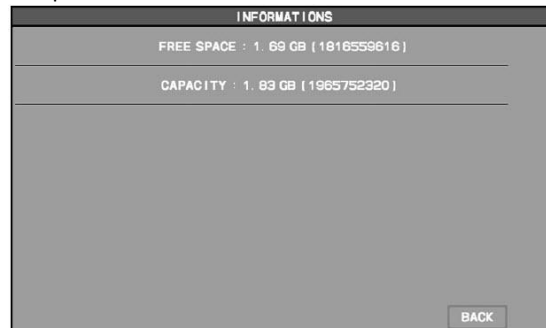 INFORMATIONS
FREE SPACE : 1.69 GB (1816559616)
CAPACITY : 1.83 GB (1965752320)
BACK